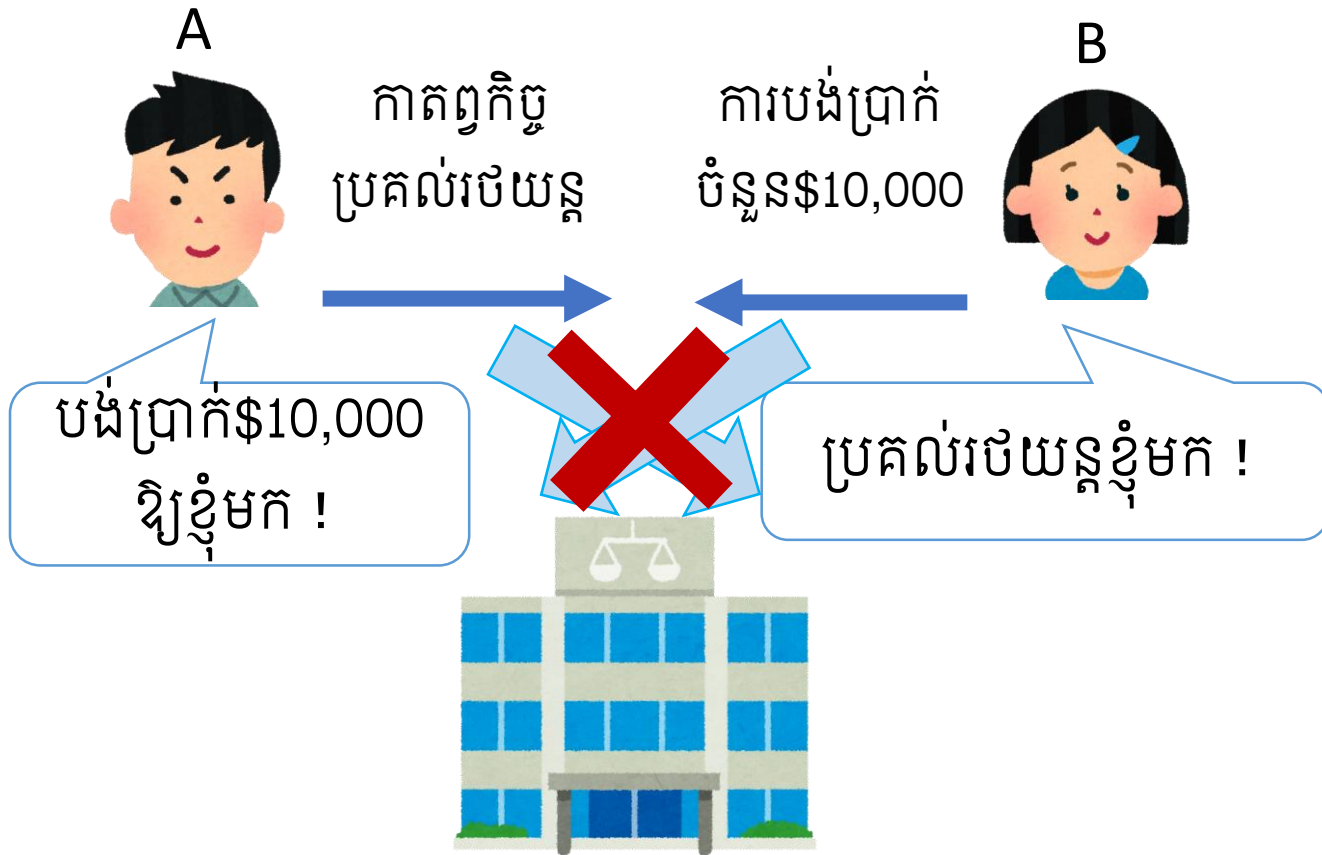 A
B
កាតព្វកិច្ច
ប្រគល់រថយន្ត
ការបង់ប្រាក់
ចំនួន$10,000
បង់ប្រាក់$10,000
ឱ្យខ្ញុំមក !
ប្រគល់រថយន្តខ្ញុំមក !